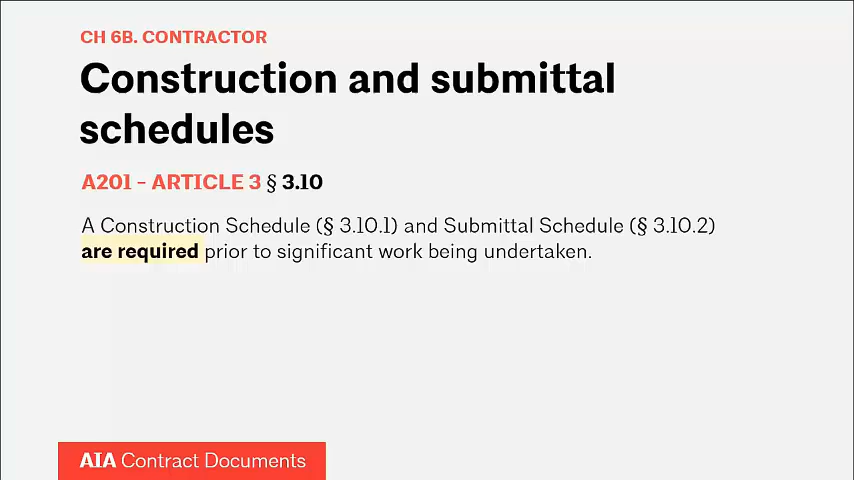 CH 6B. CONTRACTOR
Construction and submittal
schedules
A201 - ARTICLE 3 § 3.10
A Construction Schedule (§ 3.10.1) and Submittal Schedule (§ 3.10.2)
are required prior to significant work being undertaken.
AIA Contract Documents